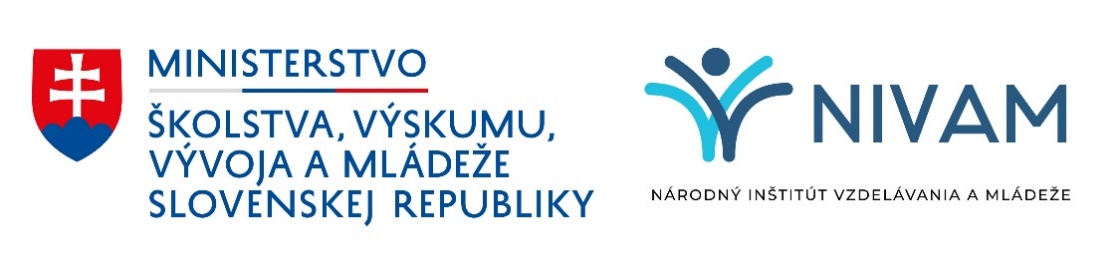 MINISTERSTVO
ŠKOLSTVA, VÝSKUMU,
VÝVOJA A MLÁDEŽE
SLOVENSKEJ REPUBLIKY
NIVAM
NÁRODNÝ INŠTITÚT VZDELÁVANIA A MLÁDEŽE